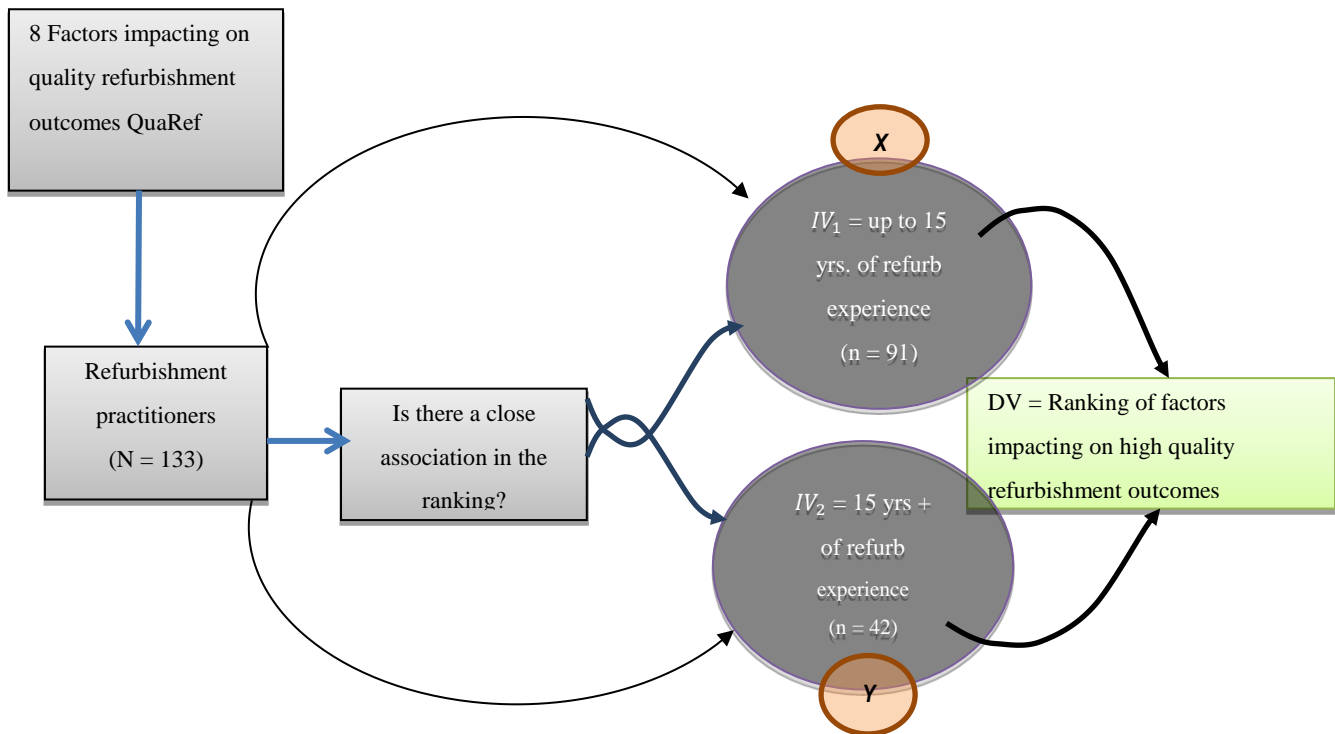 8 Factors impacting on
quality refurbishment
outcomes QuaRef
Refurbishment
practitioners
(N = 133)
Is there a close
association in the
ranking?
X
IV₁ = up to 15
yrs. of refurb
experience
(n = 91)
IV₂ = 15 yrs +
of refurb
experience
(n = 42)
Y
DV = Ranking of factors
impacting on high quality
refurbishment outcomes